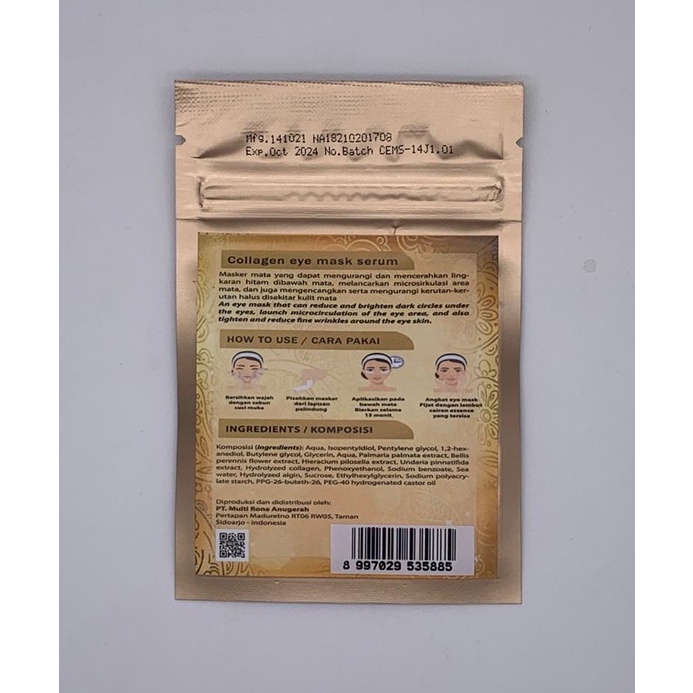 Mfg.141021 NA18210201708
Exp.Oct 2024 No.Batch CEMS-14J1.01
Collagen eye mask serum
Masker mata yang dapat mengurangi dan mencerahkan ling-
karan hitam dibawah mata, melancarkan microsirkulasi area
mata, dan juga mengencangkan serta mengurangi kerutan-ker-
utan halus disekitar kulit mata
An eye mask that can reduce and brighten dark circles under
the eyes, launch microcirculation of the eye area, and also
tighten and reduce fine wrinkles around the eye skin.
HOW TO USE / CARA PAKAI
Bersihkan wajah
dengan sabun
cuci muka
Pisahkan masker
dari lapisan
pelindung
Aplikasikan pada
bawah mata
Biarkan selama
15 menit.
Angkat eye mask
Pijat dengan lembut
cairan essence
yang tersisa
INGREDIENTS / KOMPOSISI
Komposisi (ingredients): Aqua, Isopentyldiol, Pentylene glycol, 1,2-hex-
anediol, Butylene glycol, Glycerin, Aqua, Palmaria palmata extract, Bellis
perennis flower extract, Hieracium pilosella extract, Undaria pinnatifida
extract, Hydrolyzed collagen, Phenoxyethanol, Sodium benzoate, Sea
water, Hydrolyzed algin, Sucrose, Ethylhexylglycerin, Sodium polyacry-
late starch, PPG-26-buteth-26, PEG-40 hydrogenated castor oil
Diproduksi dan didistribusi oleh:
PT. Multi Rona Anugerah
Pertapan Maduretno RT06 RW05, Taman
Sidoarjo - Indonesia
8 997029 535885